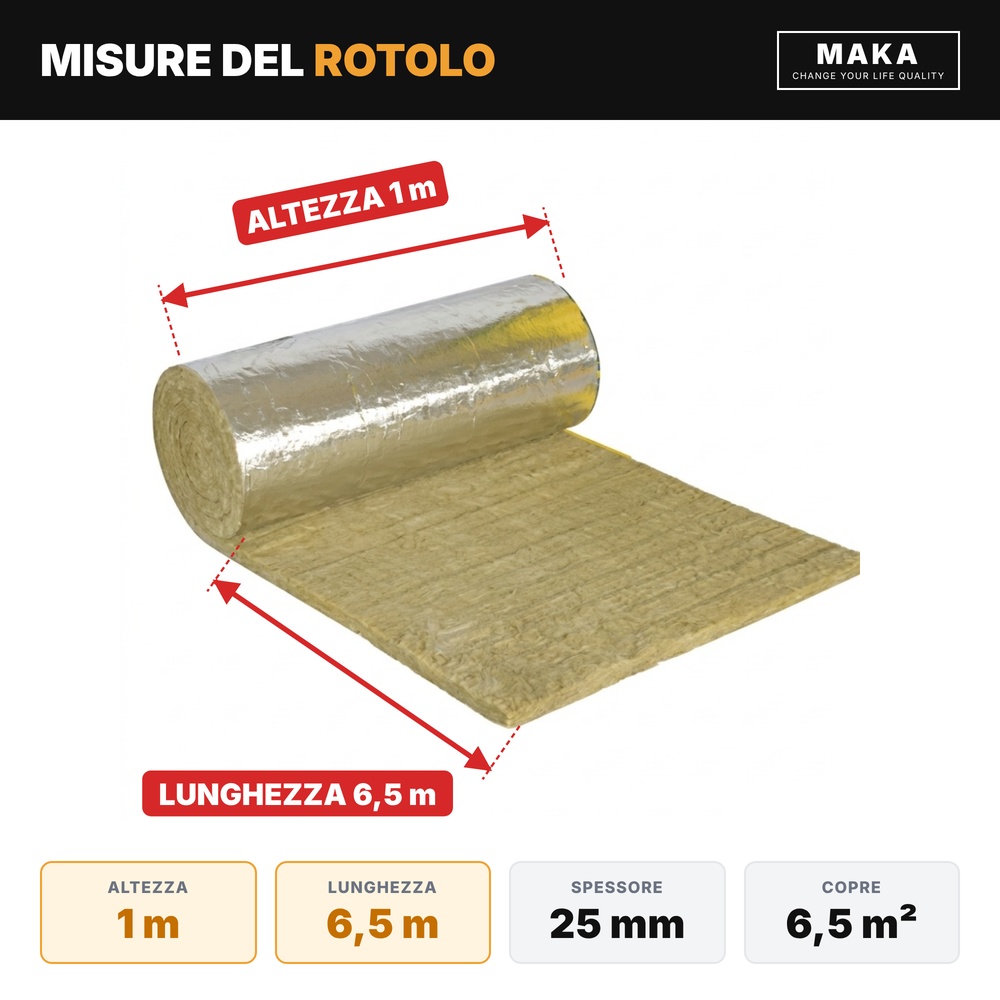 MISURE DEL ROTOLO
MAKA
CHANGE YOUR LIFE QUALITY
ALTEZZA 1 m
LUNGHEZZA 6,5 m
ALTEZZA
1 m
LUNGHEZZA
6,5 m
SPESSORE
25 mm
COPRE
6,5 m²